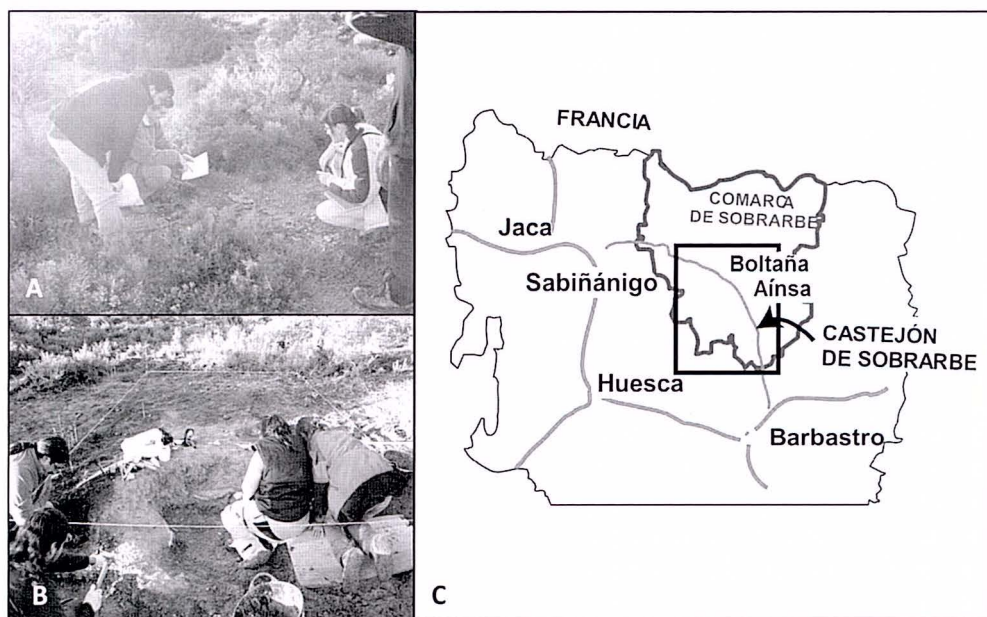 A
B
C
FRANCIA
COMARCA
DE SOBRARBE
Jaca
Sabiñánigo
Boltaña
Aínsa
CASTEJÓN
DE SOBRARBE
Huesca
Barbastro